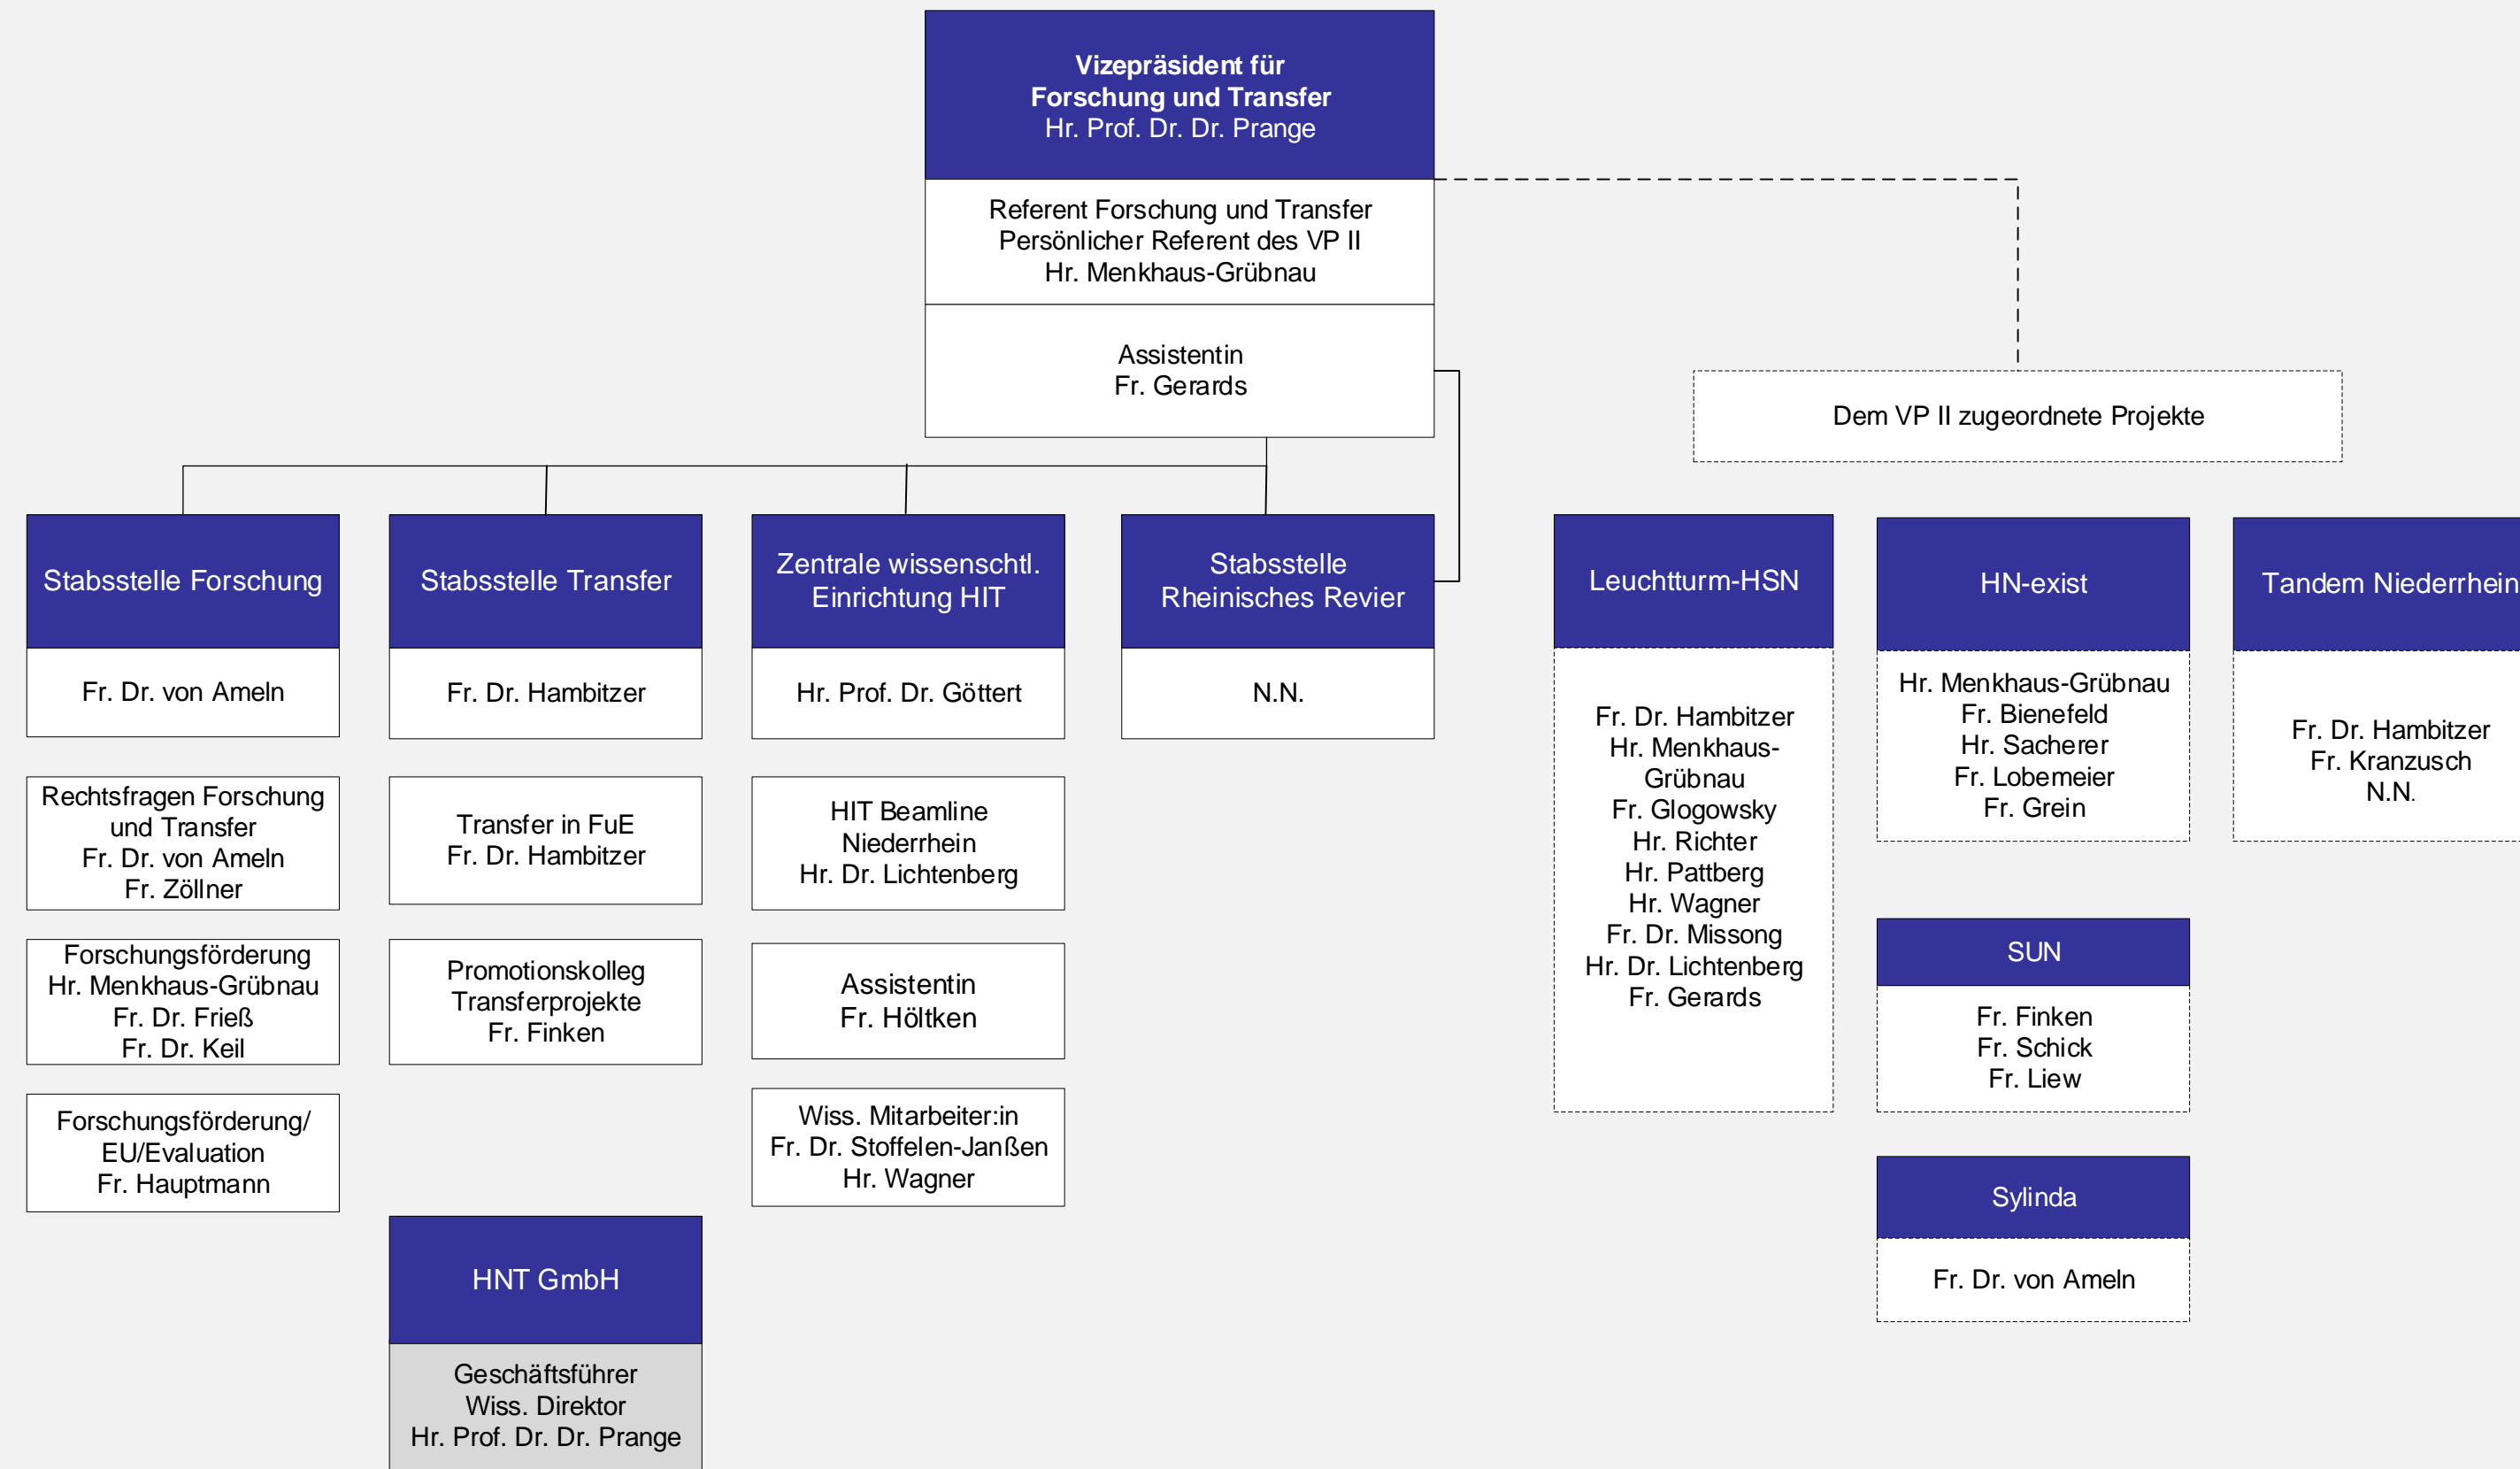 Vizepräsident für
Forschung und Transfer
Hr. Prof. Dr. Dr. Prange
Referent Forschung und Transfer
Persönlicher Referent des VP II
Hr. Menkhaus-Grübnau
Assistentin
Fr. Gerards
Dem VP II zugeordnete Projekte
Stabsstelle Forschung
Fr. Dr. von Ameln
Rechtsfragen Forschung
und Transfer
Fr. Dr. von Ameln
Fr. Zöllner
Forschungsförderung
Hr. Menkhaus-Grübnau
Fr. Dr. Frieß
Fr. Dr. Keil
Forschungsförderung/
EU/Evaluation
Fr. Hauptmann
Stabsstelle Transfer
Fr. Dr. Hambitzer
Transfer in FuE
Fr. Dr. Hambitzer
Promotionskolleg
Transferprojekte
Fr. Finken
HNT GmbH
Geschäftsführer
Wiss. Direktor
Hr. Prof. Dr. Dr. Prange
Zentrale wissenschtl.
Einrichtung HIT
Hr. Prof. Dr. Göttert
HIT Beamline
Niederrhein
Hr. Dr. Lichtenberg
Assistentin
Fr. Höltken
Wiss. Mitarbeiter:in
Fr. Dr. Stoffelen-Janßen
Hr. Wagner
Stabsstelle
Rheinisches Revier
N.N.
Leuchtturm-HSN
Fr. Dr. Hambitzer
Hr. Menkhaus-
Grübnau
Fr. Glogowsky
Hr. Richter
Hr. Pattberg
Hr. Wagner
Fr. Dr. Missong
Hr. Dr. Lichtenberg
Fr. Gerards
HN-exist
Hr. Menkhaus-Grübnau
Fr. Bienefeld
Hr. Sacherer
Fr. Lobemeier
Fr. Grein
SUN
Fr. Finken
Fr. Schick
Fr. Liew
Sylinda
Fr. Dr. von Ameln
Tandem Niederrhein
Fr. Dr. Hambitzer
Fr. Kranzusch
N.N.